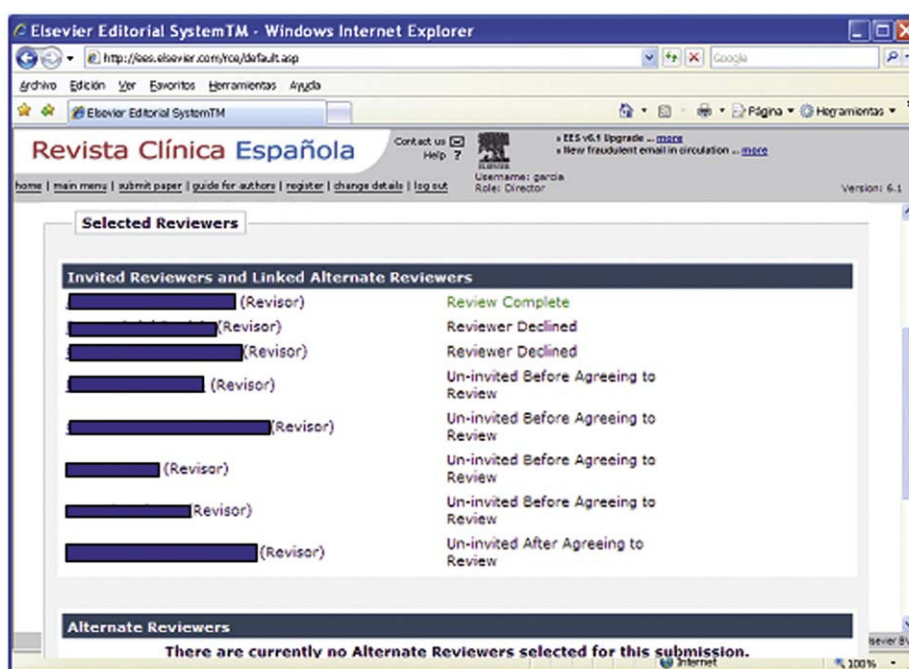 Elsevier Editorial SystemTM - Windows Internet Explorer
http://ees.elsevier.com/rce/default.asp
Google
Archivo Edición Ver Favoritos Herramientas Ayuda
Elsevier Editorial SystemTM
Página Herramientas
Revista Clínica Española
Contact us
Help ?
ELSEVIER
EES v6.1 Upgrade ... more
New fraudulent email in circulation ... more
home | main menu | submit paper | guide for authors | register | change details | log out
Username: garcia
Role: Director
Version: 6.1
Selected Reviewers
Invited Reviewers and Linked Alternate Reviewers
(Revisor) Review Complete
(Revisor) Reviewer Declined
(Revisor) Reviewer Declined
(Revisor) Un-invited Before Agreeing to
Review
(Revisor) Un-invited Before Agreeing to
Review
(Revisor) Un-invited Before Agreeing to
Review
Revisor) Un-invited Before Agreeing to
Review
(Revisor) Un-invited After Agreeing to
Review
Alternate Reviewers
There are currently no Alternate Reviewers selected for this submission.
Internet
100%